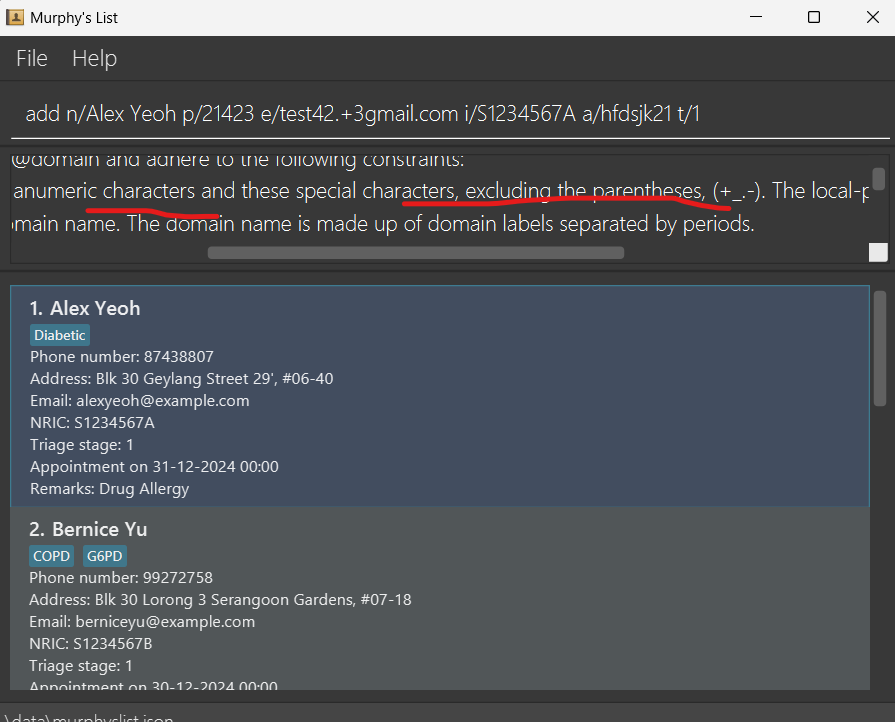 Murphy's List
File Help
add n/Alex Yeoh p/21423 e/test42.+3gmail.com i/S1234567A a/hfdsjk21 t/1
@domain and adhere to the following constraints:
anumeric characters and these special characters, excluding the parentheses, (+_.-). The local-p
main name. The domain name is made up of domain labels separated by periods.
1. Alex Yeoh
Diabetic
Phone number: 87438807
Address: Blk 30 Geylang Street 29', #06-40
Email: alexyeoh@example.com
NRIC: S1234567A
Triage stage: 1
Appointment on 31-12-2024 00:00
Remarks: Drug Allergy
2. Bernice Yu
COPD G6PD
Phone number: 99272758
Address: Blk 30 Lorong 3 Serangoon Gardens, #07-18
Email: berniceyu@example.com
NRIC: S1234567B
Triage stage: 1
Appointment on 30-12-2024 00:00
.\data\murphyslist.json